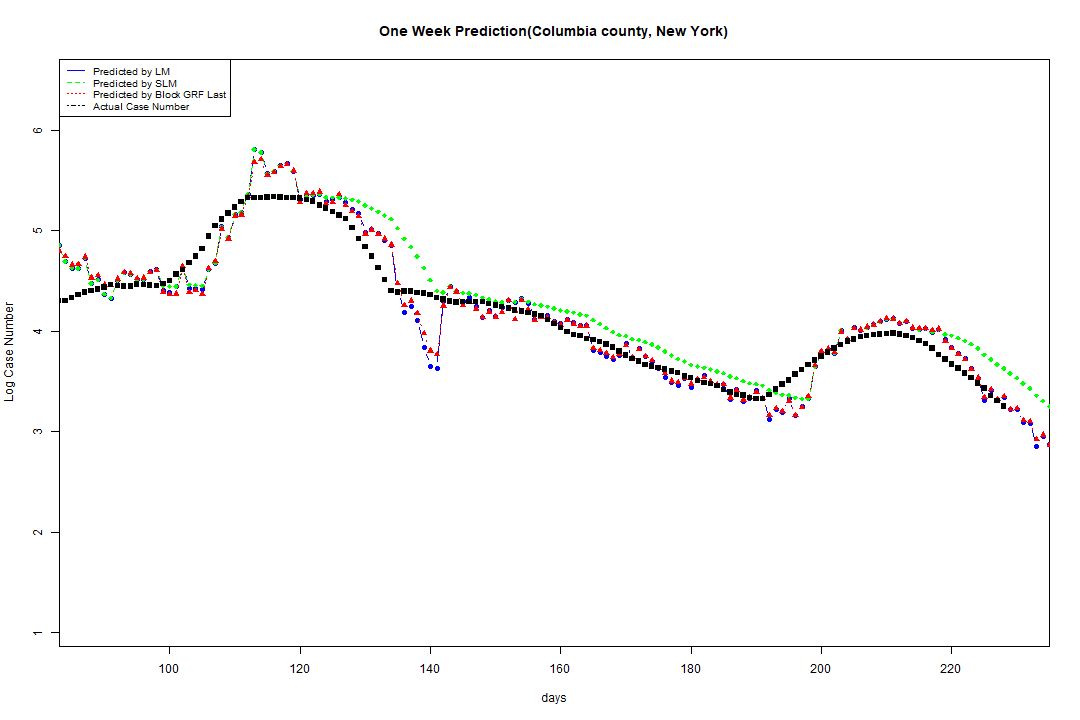 One Week Prediction(Columbia county, New York)
Predicted by LM
Predicted by SLM
Predicted by Block GRF Last
Actual Case Number
6
5
4
3
2
1
Log Case Number
100 120 140 160 180 200 220
days